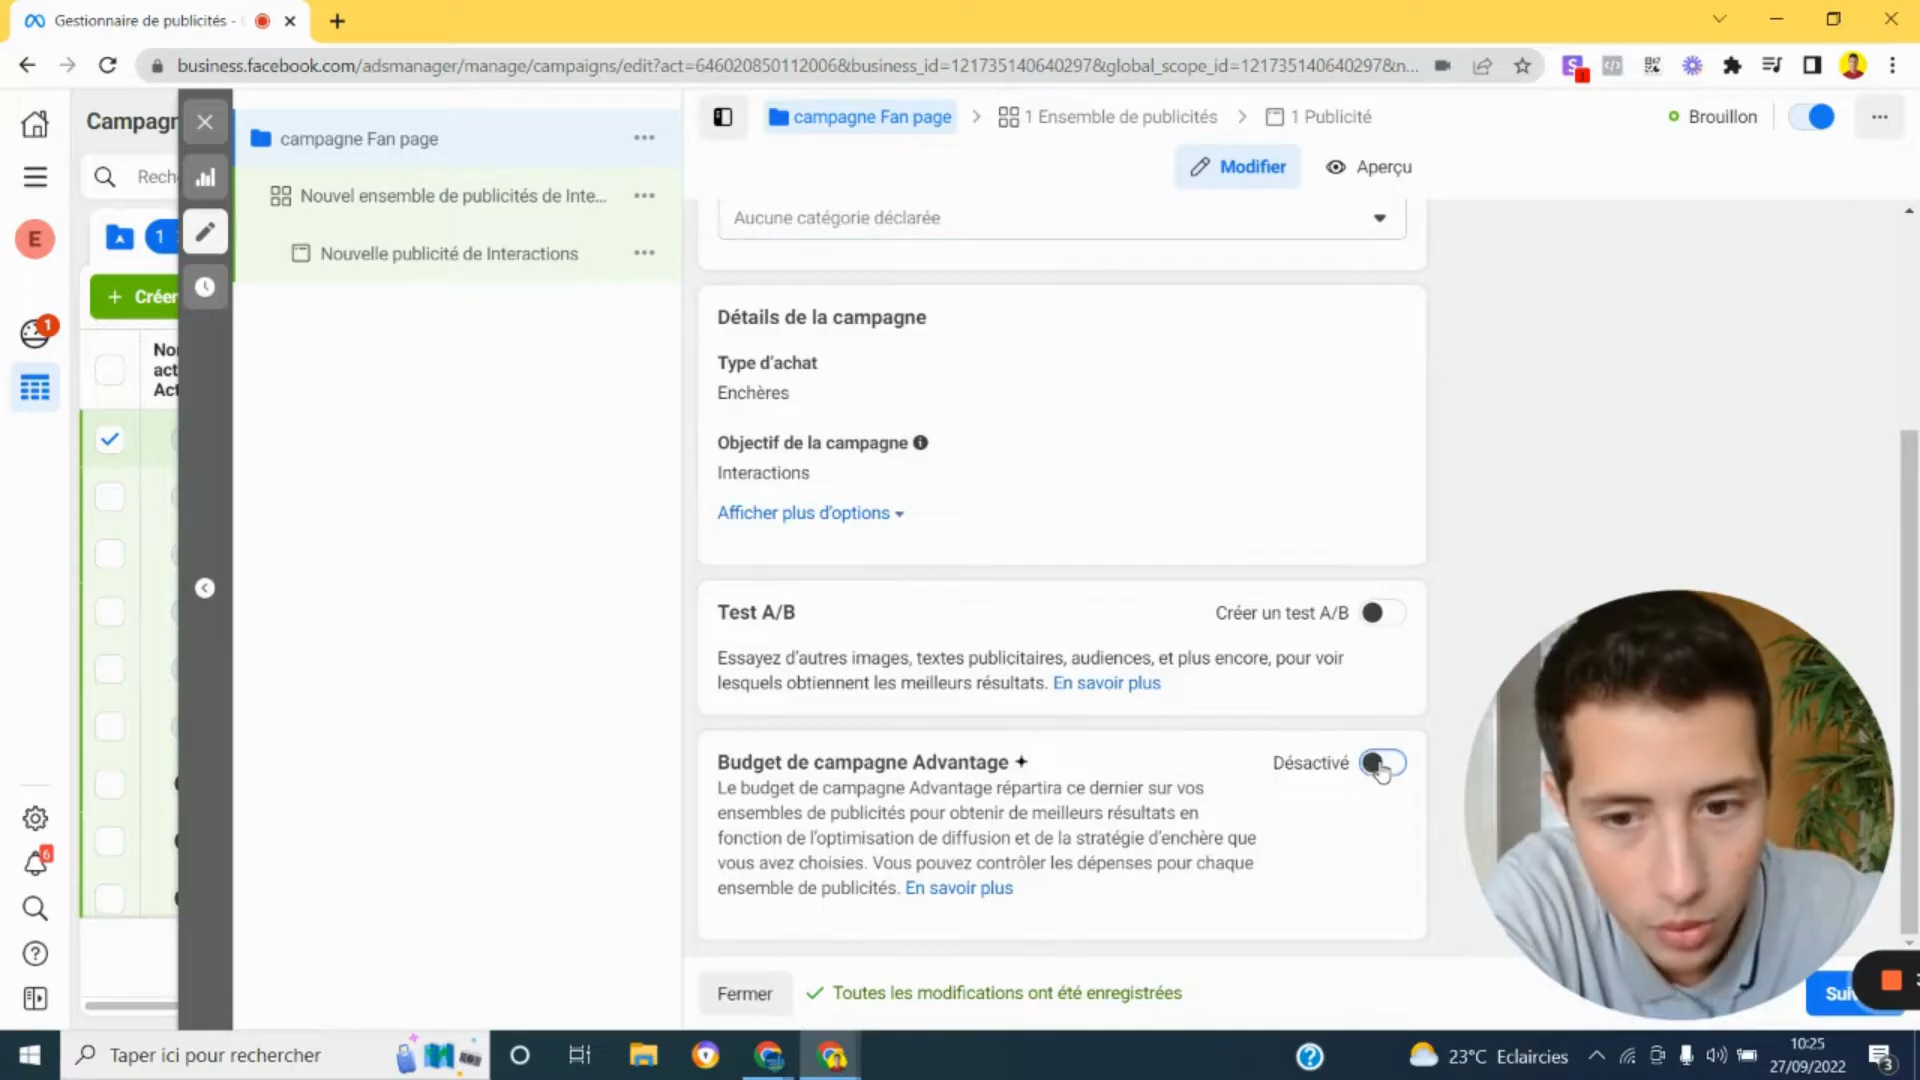 Gestionnaire de publicités -
business.facebook.com/adsmanager/manage/campaigns/edit?act=646020850112006&business_id=121735140640297&global_scope_id=121735140640297&n...
Campagn
campagne Fan page
campagne Fan page
1 Ensemble de publicités
1 Publicité
Brouillon
Modifier
Aperçu
Rech
Nouvel ensemble de publicités de Inte...
Nouvelle publicité de Interactions
E
1
1
+ Créer
Nor
act
Act
Aucune catégorie déclarée
Détails de la campagne
Type d'achat
Enchères
Objectif de la campagne
Interactions
Afficher plus d'options
Test A/B
Créer un test A/B
Essayez d'autres images, textes publicitaires, audiences, et plus encore, pour voir
lesquels obtiennent les meilleurs résultats. En savoir plus
Budget de campagne Advantage
Désactivé
Le budget de campagne Advantage répartira ce dernier sur vos
ensembles de publicités pour obtenir de meilleurs résultats en
fonction de l'optimisation de diffusion et de la stratégie d'enchère que
vous avez choisies. Vous pouvez contrôler les dépenses pour chaque
ensemble de publicités. En savoir plus
6
Fermer
Toutes les modifications ont été enregistrées
Taper ici pour rechercher
23°C Eclaircies
10:25
27/09/2022
3